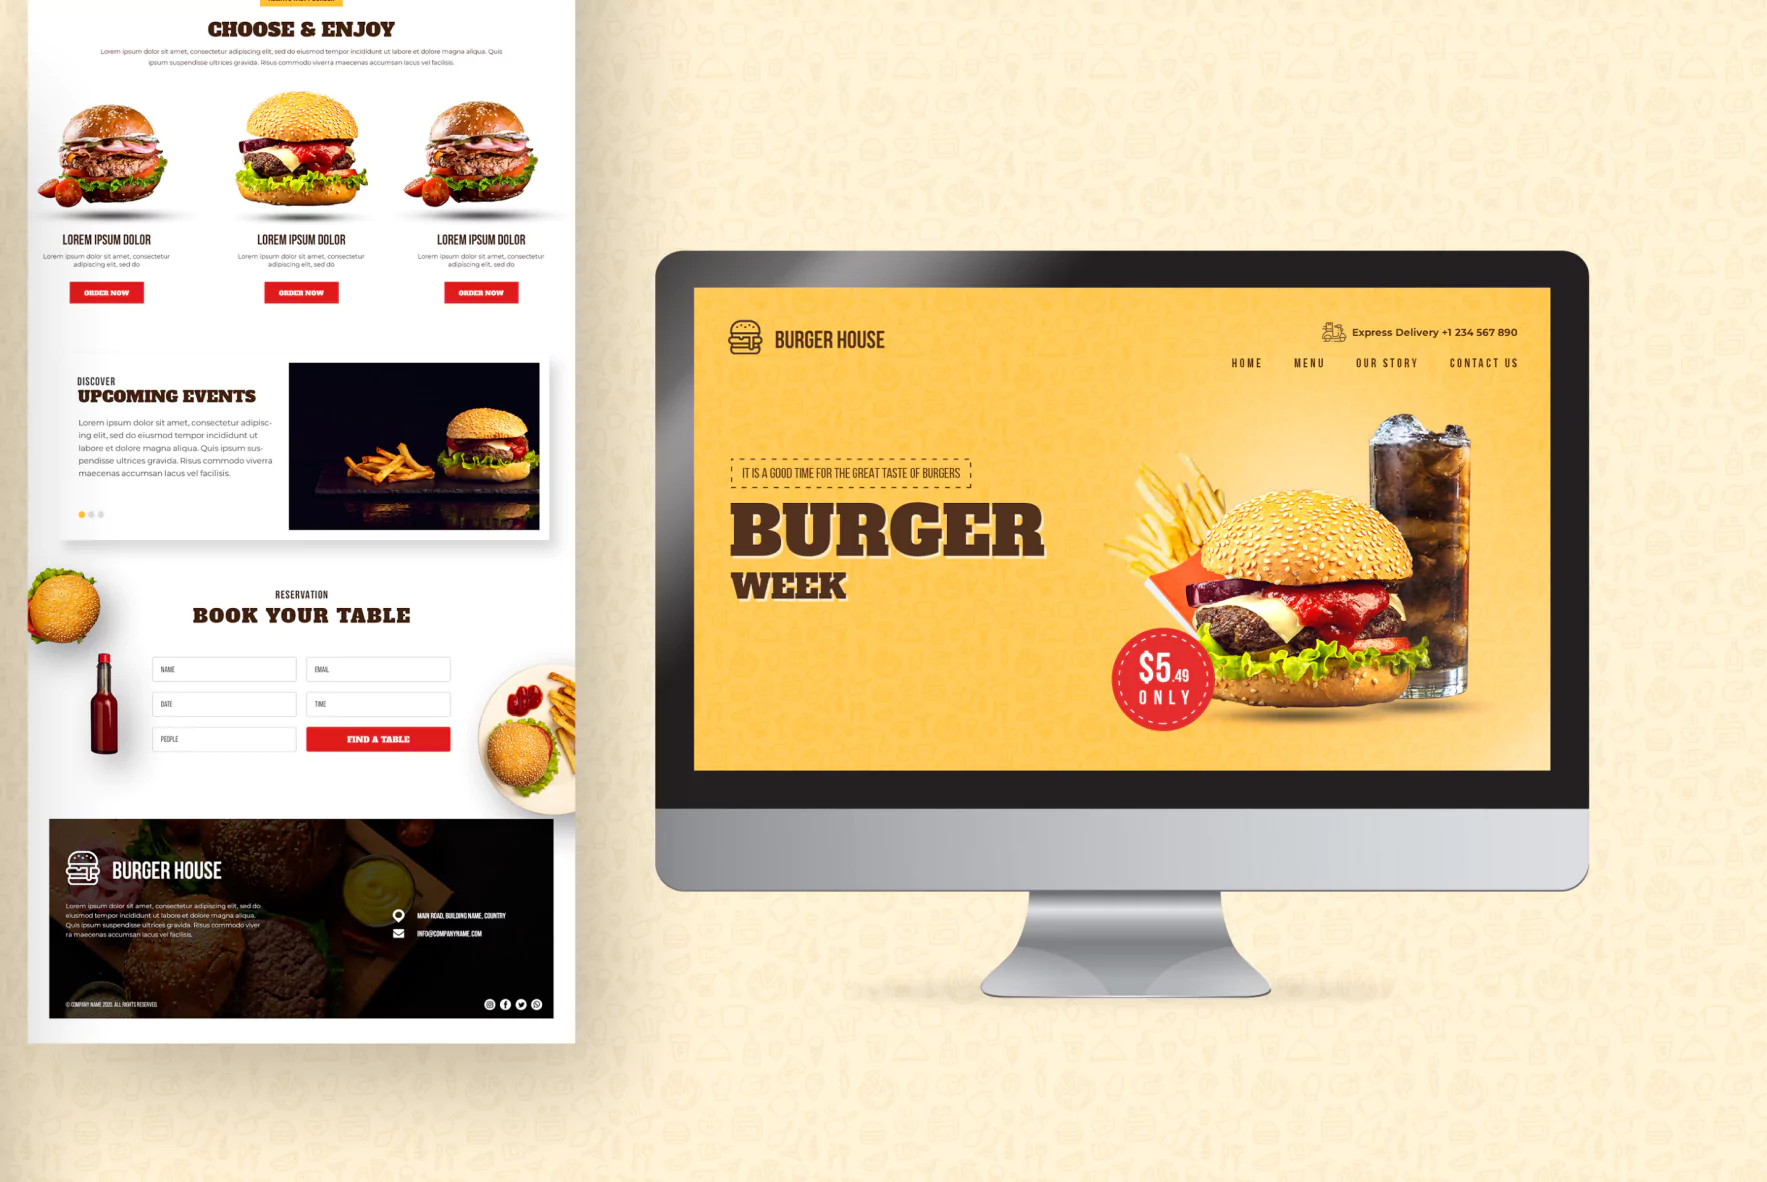 CHOOSE & ENJOY
Lorem ipsum dolor sit amet, consectetur adipiscing elit, sed do eiusmod tempor incididunt ut labore et dolore magna aliqua. Quis
ipsum suspendisse ultrices gravida. Risus commodo viverra maecenas accumsan lacus vel facilisis.
LOREM IPSUM DOLOR
Lorem ipsum dolor sit amet, consectetur
adipiscing elit, sed do
ORDER NOW
LOREM IPSUM DOLOR
Lorem ipsum dolor sit amet, consectetur
adipiscing elit, sed do
ORDER NOW
LOREM IPSUM DOLOR
Lorem ipsum dolor sit amet, consectetur
adipiscing elit, sed do
ORDER NOW
DISCOVER
UPCOMING EVENTS
Lorem ipsum dolor sit amet, consectetur adipisc-
ing elit, sed do eiusmod tempor incididunt ut
labore et dolore magna aliqua. Quis ipsum sus-
pendisse ultrices gravida. Risus commodo viverra
maecenas accumsan lacus vel facilisis.
RESERVATION
BOOK YOUR TABLE
NAME
EMAIL
DATE
TIME
PEOPLE
FIND A TABLE
BURGER HOUSE
Lorem ipsum dolor sit amet, consectetur adipiscing elit, sed do
eiusmod tempor incididunt ut labore et dolore magna aliqua.
Quis ipsum suspendisse ultrices gravida. Risus commodo viver
ra maecenas accumsan lacus vel facilisis.
MAIN ROAD, BUILDING NAME, COUNTRY
INFO@COMPANYNAME.COM
© COMPANY NAME 2020. ALL RIGHTS RESERVED.
BURGER HOUSE
Express Delivery +1 234 567 890
HOME MENU OUR STORY CONTACT US
IT IS A GOOD TIME FOR THE GREAT TASTE OF BURGERS
BURGER
WEEK
$5.49
ONLY